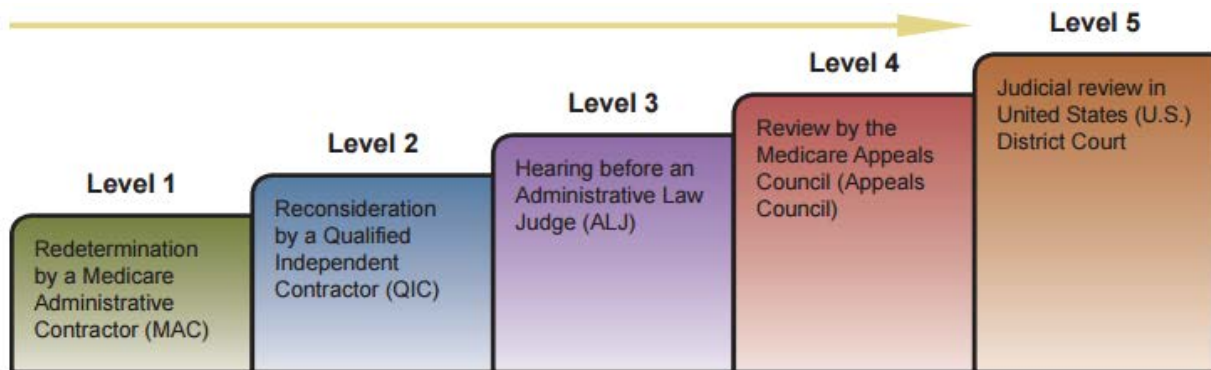 Level 1
Redetermination
by a Medicare
Administrative
Contractor (MAC)
Level 2
Reconsideration
by a Qualified
Independent
Contractor (QIC)
Level 3
Hearing before an
Administrative Law
Judge (ALJ)
Level 4
Review by the
Medicare Appeals
Council (Appeals
Council)
Level 5
Judicial review in
United States (U.S.)
District Court